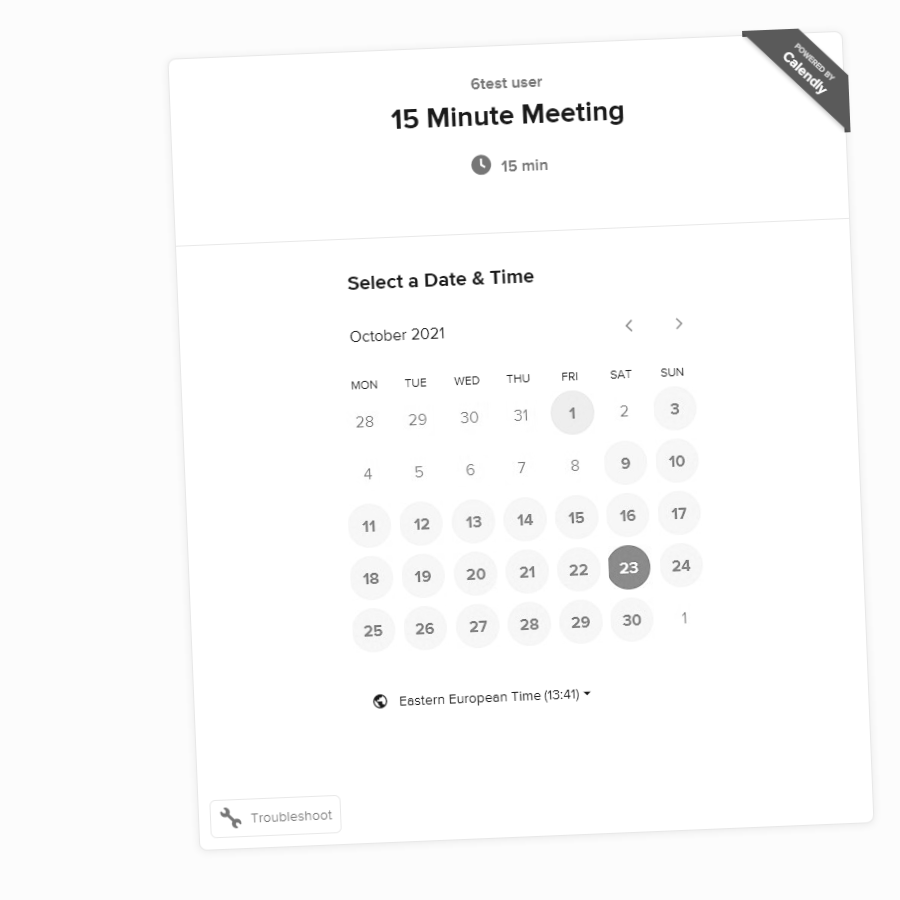 POWERED BY
Calendly
6test user
15 Minute Meeting
15 min
Select a Date & Time
October 2021
MON TUE WED THU FRI SAT SUN
28 29 30 31 1 2 3
4 5 6 7 8 9 10
11 12 13 14 15 16 17
18 19 20 21 22 23 24
25 26 27 28 29 30 1
Eastern European Time (13:41)
Troubleshoot